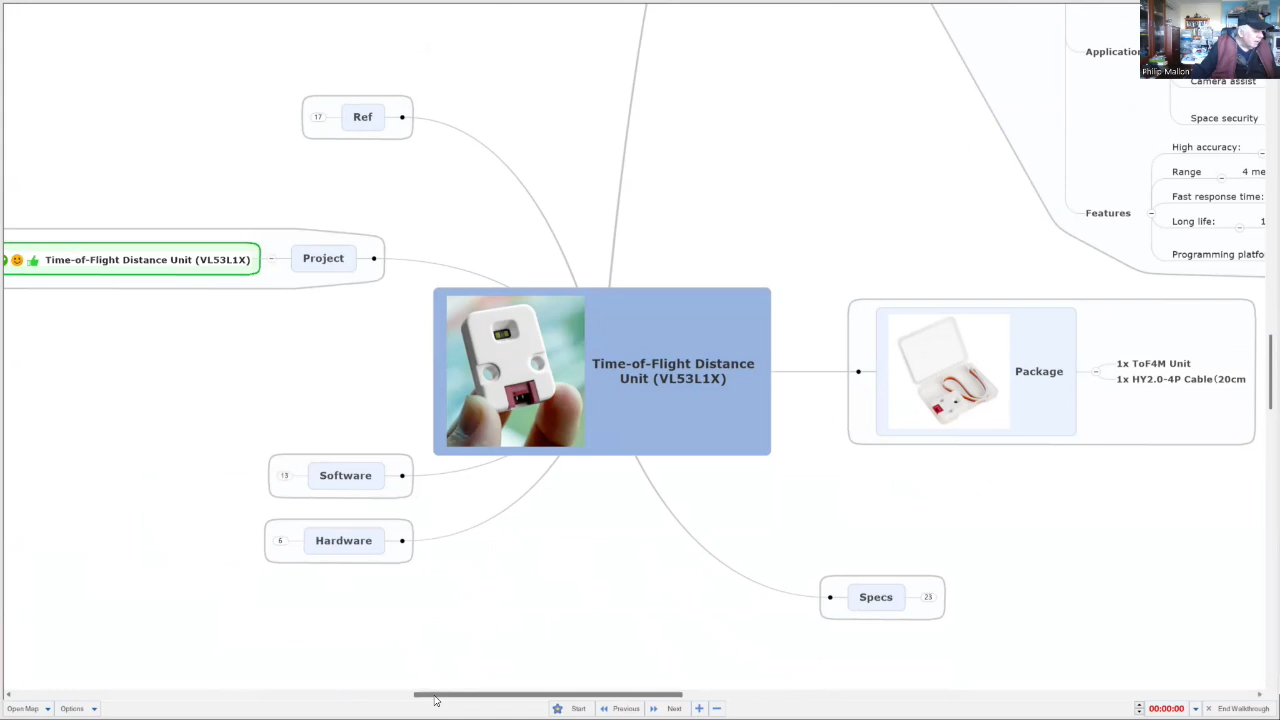 Application
Philip Mallon
Camera assist
Space security
17
Ref
High accuracy:
Range
4 me
Fast response time:
Features
Long life:
1
Programming platfo
Time-of-Flight Distance Unit (VL53L1X)
Project
Time-of-Flight Distance
Unit (VL53L1X)
Package
1x ToF4M Unit
1x HY2.0-4P Cable(20cm
13
Software
6
Hardware
Specs
23
Open Map
Options
Start
Previous
Next
00:00:00
End Walkthrough